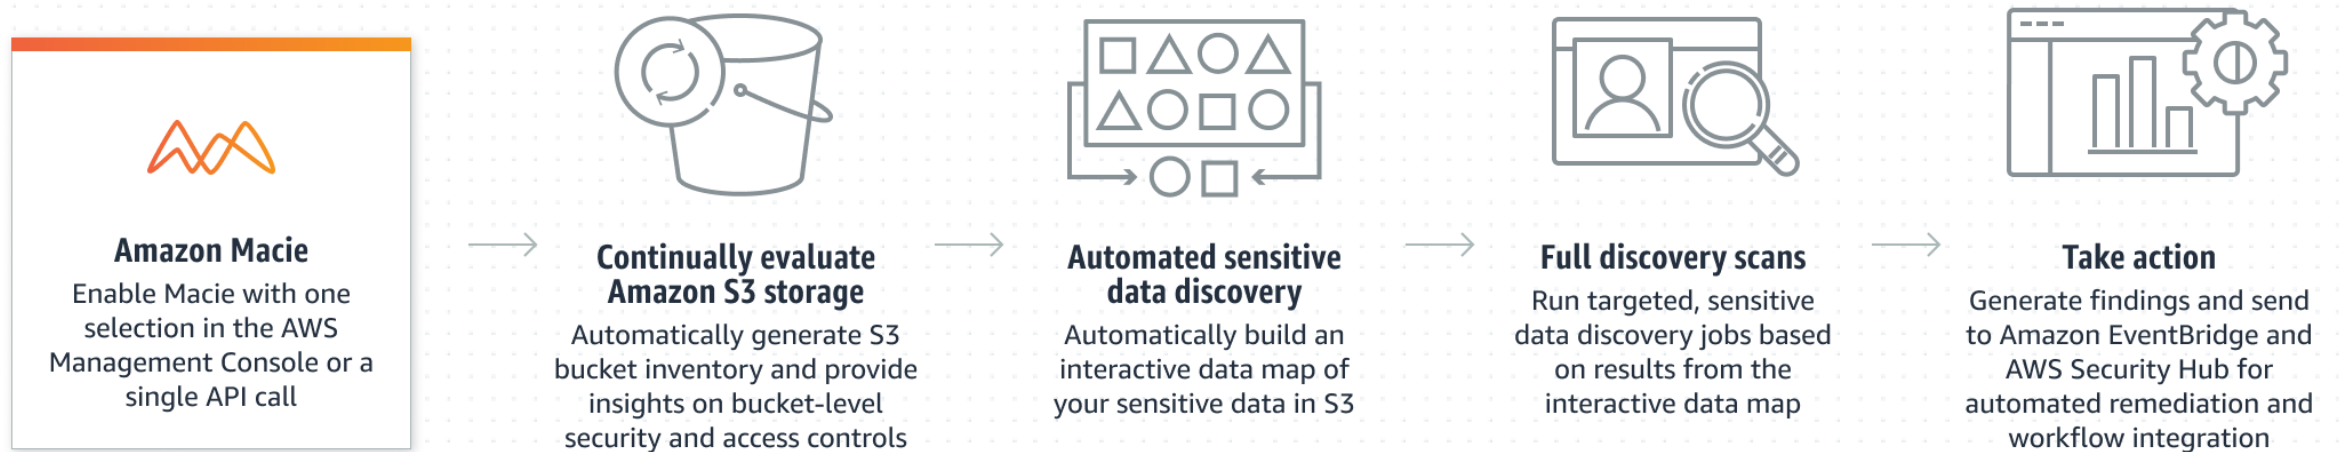 Amazon Macie
Enable Macie with one
selection in the AWS
Management Console or a
single API call
Continually evaluate
Amazon S3 storage
Automatically generate S3
bucket inventory and provide
insights on bucket-level
security and access controls
Automated sensitive
data discovery
Automatically build an
interactive data map of
your sensitive data in S3
Full discovery scans
Run targeted, sensitive
data discovery jobs based
on results from the
interactive data map
Take action
Generate findings and send
to Amazon EventBridge and
AWS Security Hub for
automated remediation and
workflow integration